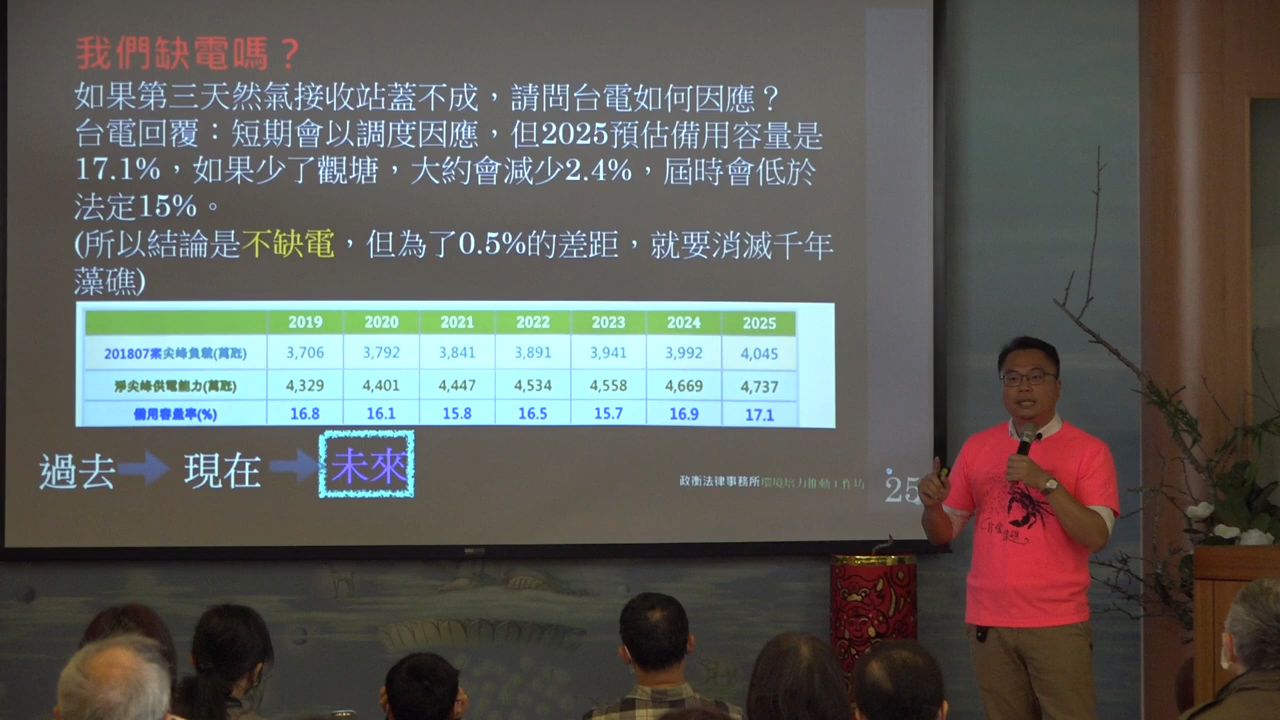 我們缺電嗎？
如果第三天然氣接收站蓋不成，請問台電如何因應？
台電回覆：短期會以調度因應，但2025預估備用容量是
17.1%，如果少了觀塘，大約會減少2.4%，屆時會低於
法定15%。
(所以結論是不缺電，但為了0.5%的差距，就要消滅千年
藻礁)
2019 2020 2021 2022 2023 2024 2025
201807案尖峰負載(萬瓩) 3,706 3,792 3,841 3,891 3,941 3,992 4,045
淨尖峰供電能力(萬瓩) 4,329 4,401 4,447 4,534 4,558 4,669 4,737
備用容量率(%) 16.8 16.1 15.8 16.5 15.7 16.9 17.1
過去 現在 未來
政衡法律事務所環境培力推動工作坊 25